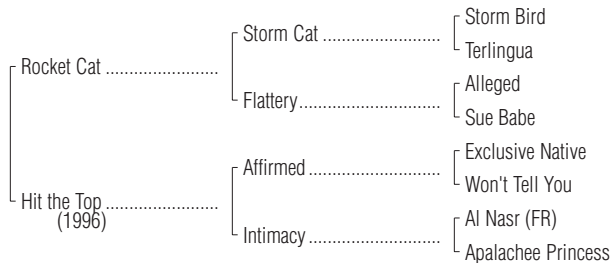 Storm Bird
Storm Cat ........................
Terlingua
Rocket Cat .......................
Alleged
Flattery.............................
Sue Babe
Exclusive Native
Affirmed ...........................
Won't Tell You
Hit the Top .......................
(1996)
Al Nasr (FR)
Intimacy ...........................
Apalachee Princess